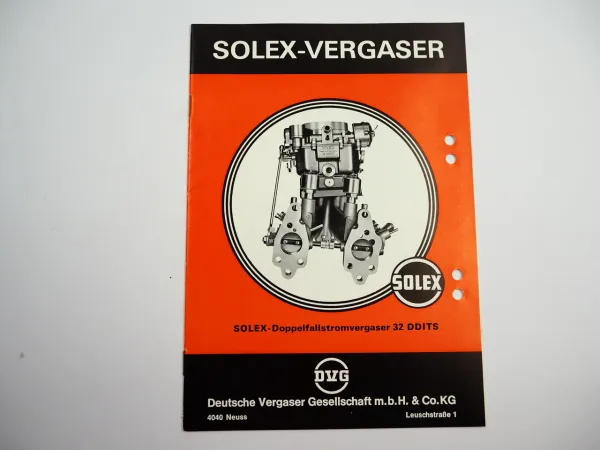 SOLEX-VERGASER
SOLEX
SOLEX-Doppelfallstromvergaser 32 DDITS
DVG
Deutsche Vergaser Gesellschaft m.b.H. & Co.KG
4040 Neuss Leuschstraße 1